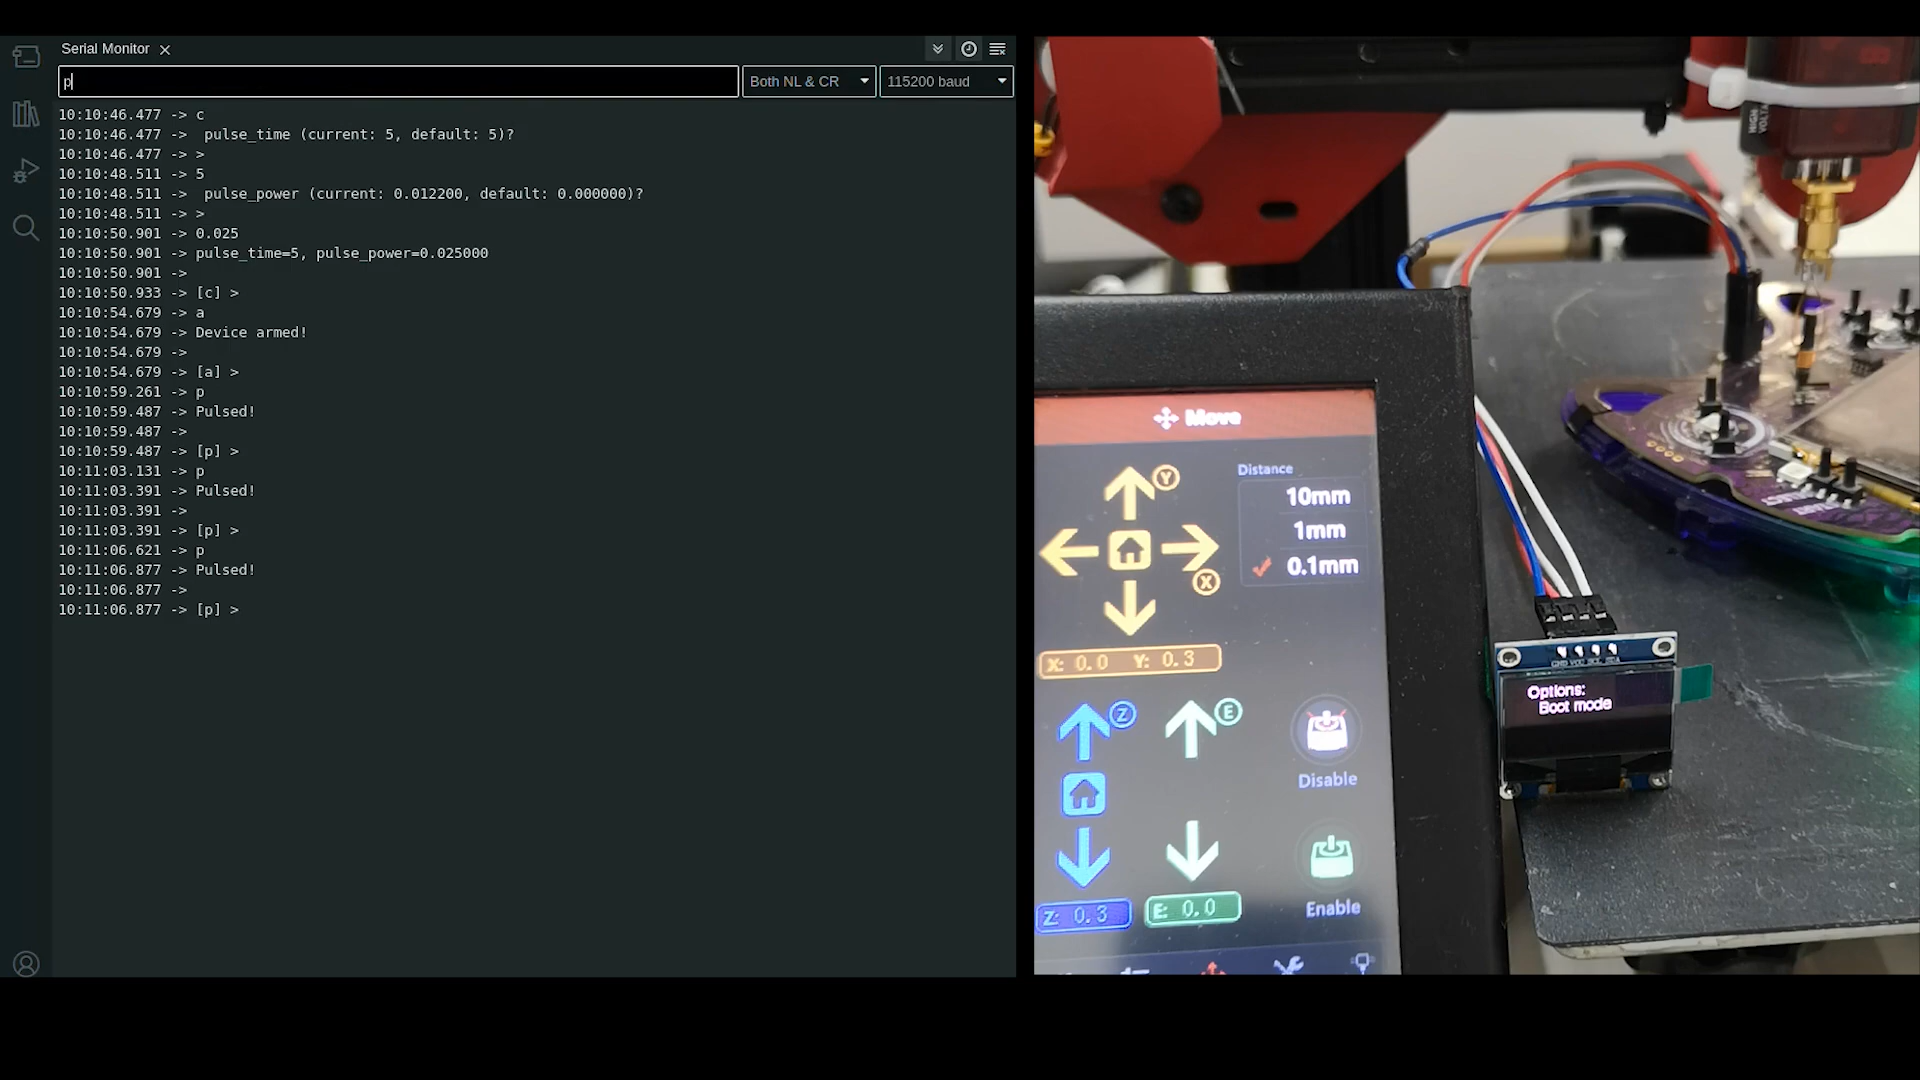 Serial Monitor
p
Both NL & CR
115200 baud
10:10:46.477 -> c
10:10:46.477 ->  pulse_time (current: 5, default: 5)?
10:10:46.477 -> >
10:10:48.511 -> 5
10:10:48.511 ->  pulse_power (current: 0.012200, default: 0.000000)?
10:10:48.511 -> >
10:10:50.901 -> 0.025
10:10:50.901 -> pulse_time=5, pulse_power=0.025000
10:10:50.901 ->
10:10:50.933 -> [c] >
10:10:54.679 -> a
10:10:54.679 -> Device armed!
10:10:54.679 ->
10:10:54.679 -> [a] >
10:10:59.261 -> p
10:10:59.487 -> Pulsed!
10:10:59.487 ->
10:10:59.487 -> [p] >
10:11:03.131 -> p
10:11:03.391 -> Pulsed!
10:11:03.391 ->
10:11:03.391 -> [p] >
10:11:06.621 -> p
10:11:06.877 -> Pulsed!
10:11:06.877 ->
10:11:06.877 -> [p] >
HIGH
Move
Y
Distance
10mm
1mm
0.1mm
X
X: 0.0 Y: 0.3
Z
E
Disable
Enable
Z: 0.3
E: 0.0
GND VCC SCL SDA
Options:
Boot mode